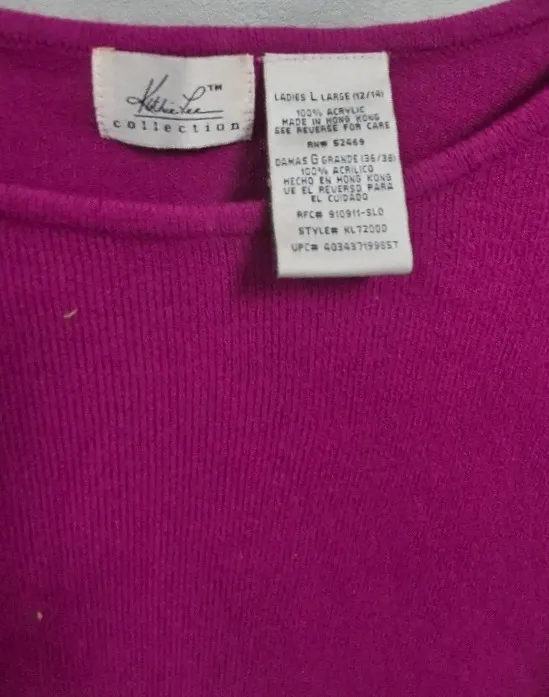 Kathie Lee™
collection
LADIES L LARGE (12/14)
100% ACRYLIC
MADE IN HONG KONG
SEE REVERSE FOR CARE
RN# 52469
DAMAS G GRANDE (36/38)
100% ACRILICO
HECHO EN HONG KONG
VE EL REVERSO PARA
EL CUIDADO
RFC# 910911-SL0
STYLE# KL72000
UPC# 403437199857